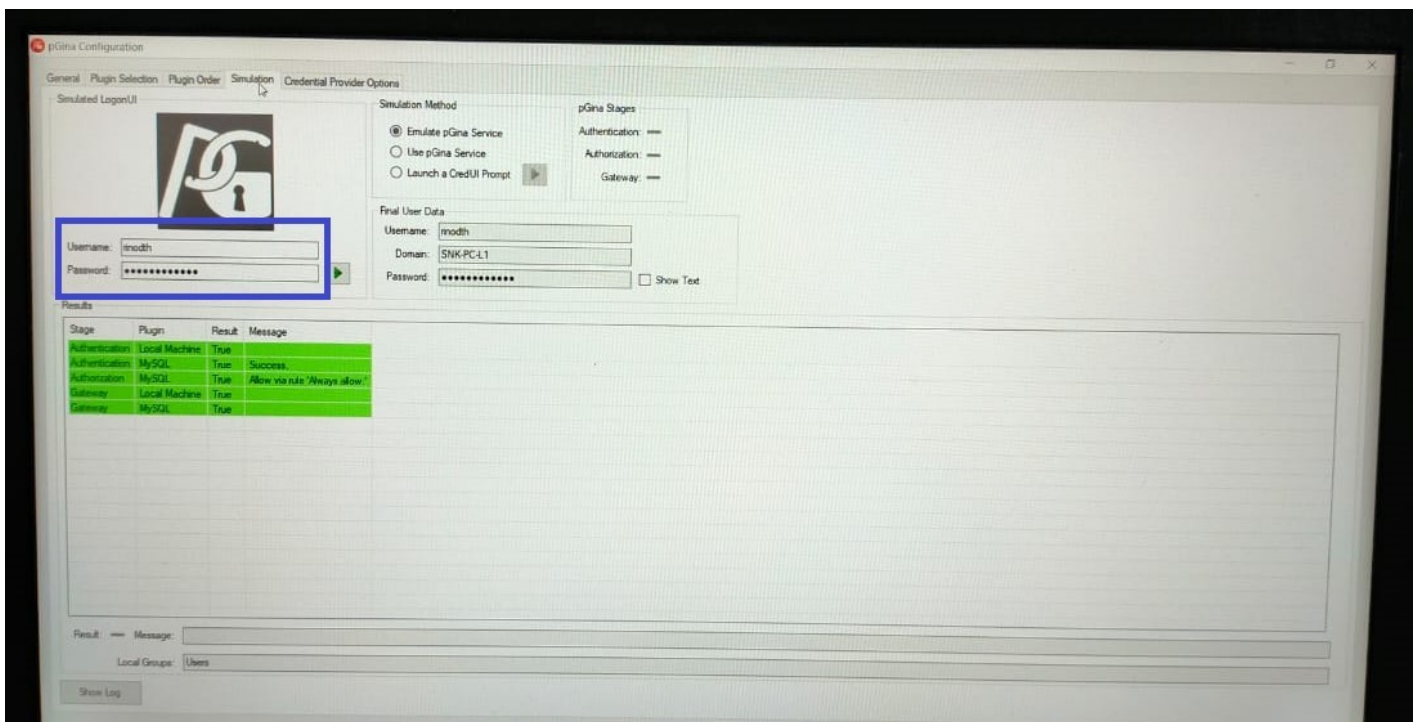 pGina Configuration
General Plugin Selection Plugin Order Simulation Credential Provider Options
Simulated LogonUI
Username: rinodth
Password: ••••••••••••
Simulation Method
Emulate pGina Service
Use pGina Service
Launch a CredUI Prompt
pGina Stages
Authentication: —
Authorization: —
Gateway: —
Final User Data
Username: rinodth
Domain: SNK-PC-L1
Password: ••••••••••••
Show Text
Results
Stage Plugin Result Message
Authentication Local Machine True
Authentication MySQL True Success.
Authorization MySQL True Allow via rule 'Always allow.'
Gateway Local Machine True
Gateway MySQL True
Result: — Message:
Local Groups: Users
Show Log